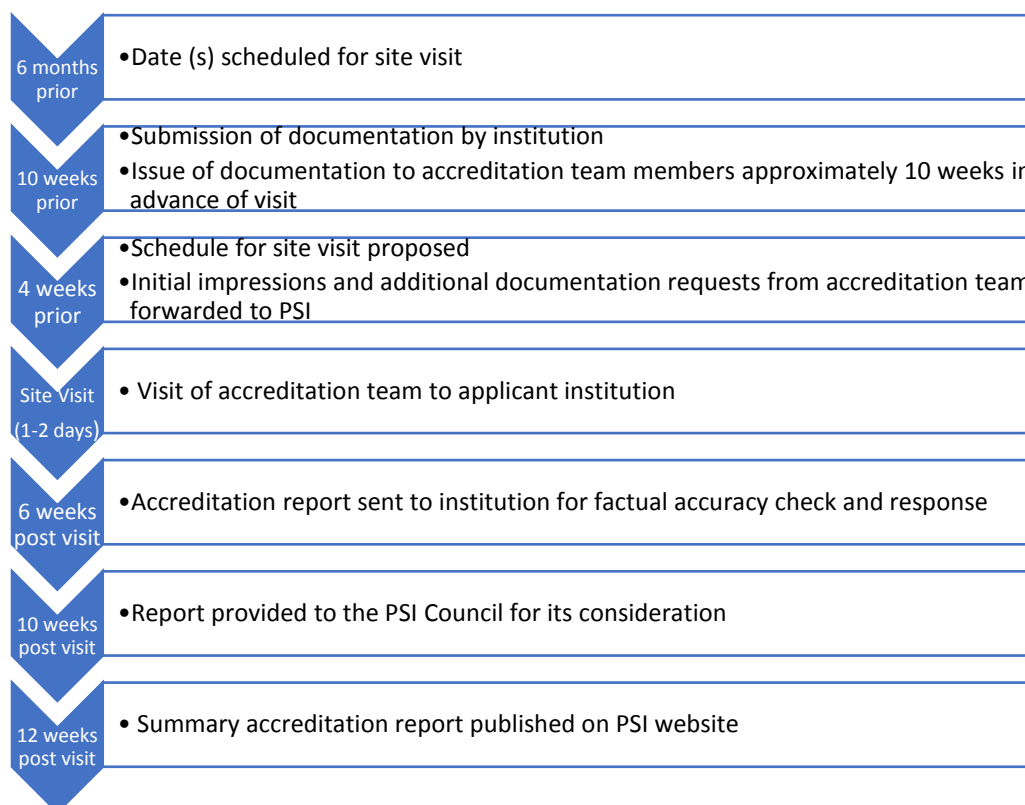 6 months
prior
•Date (s) scheduled for site visit
10 weeks
prior
•Submission of documentation by institution
•Issue of documentation to accreditation team members approximately 10 weeks in
advance of visit
4 weeks
prior
•Schedule for site visit proposed
•Initial impressions and additional documentation requests from accreditation team
forwarded to PSI
Site Visit
(1-2 days)
• Visit of accreditation team to applicant institution
6 weeks
post visit
•Accreditation report sent to institution for factual accuracy check and response
10 weeks
post visit
•Report provided to the PSI Council for its consideration
12 weeks
post visit
• Summary accreditation report published on PSI website